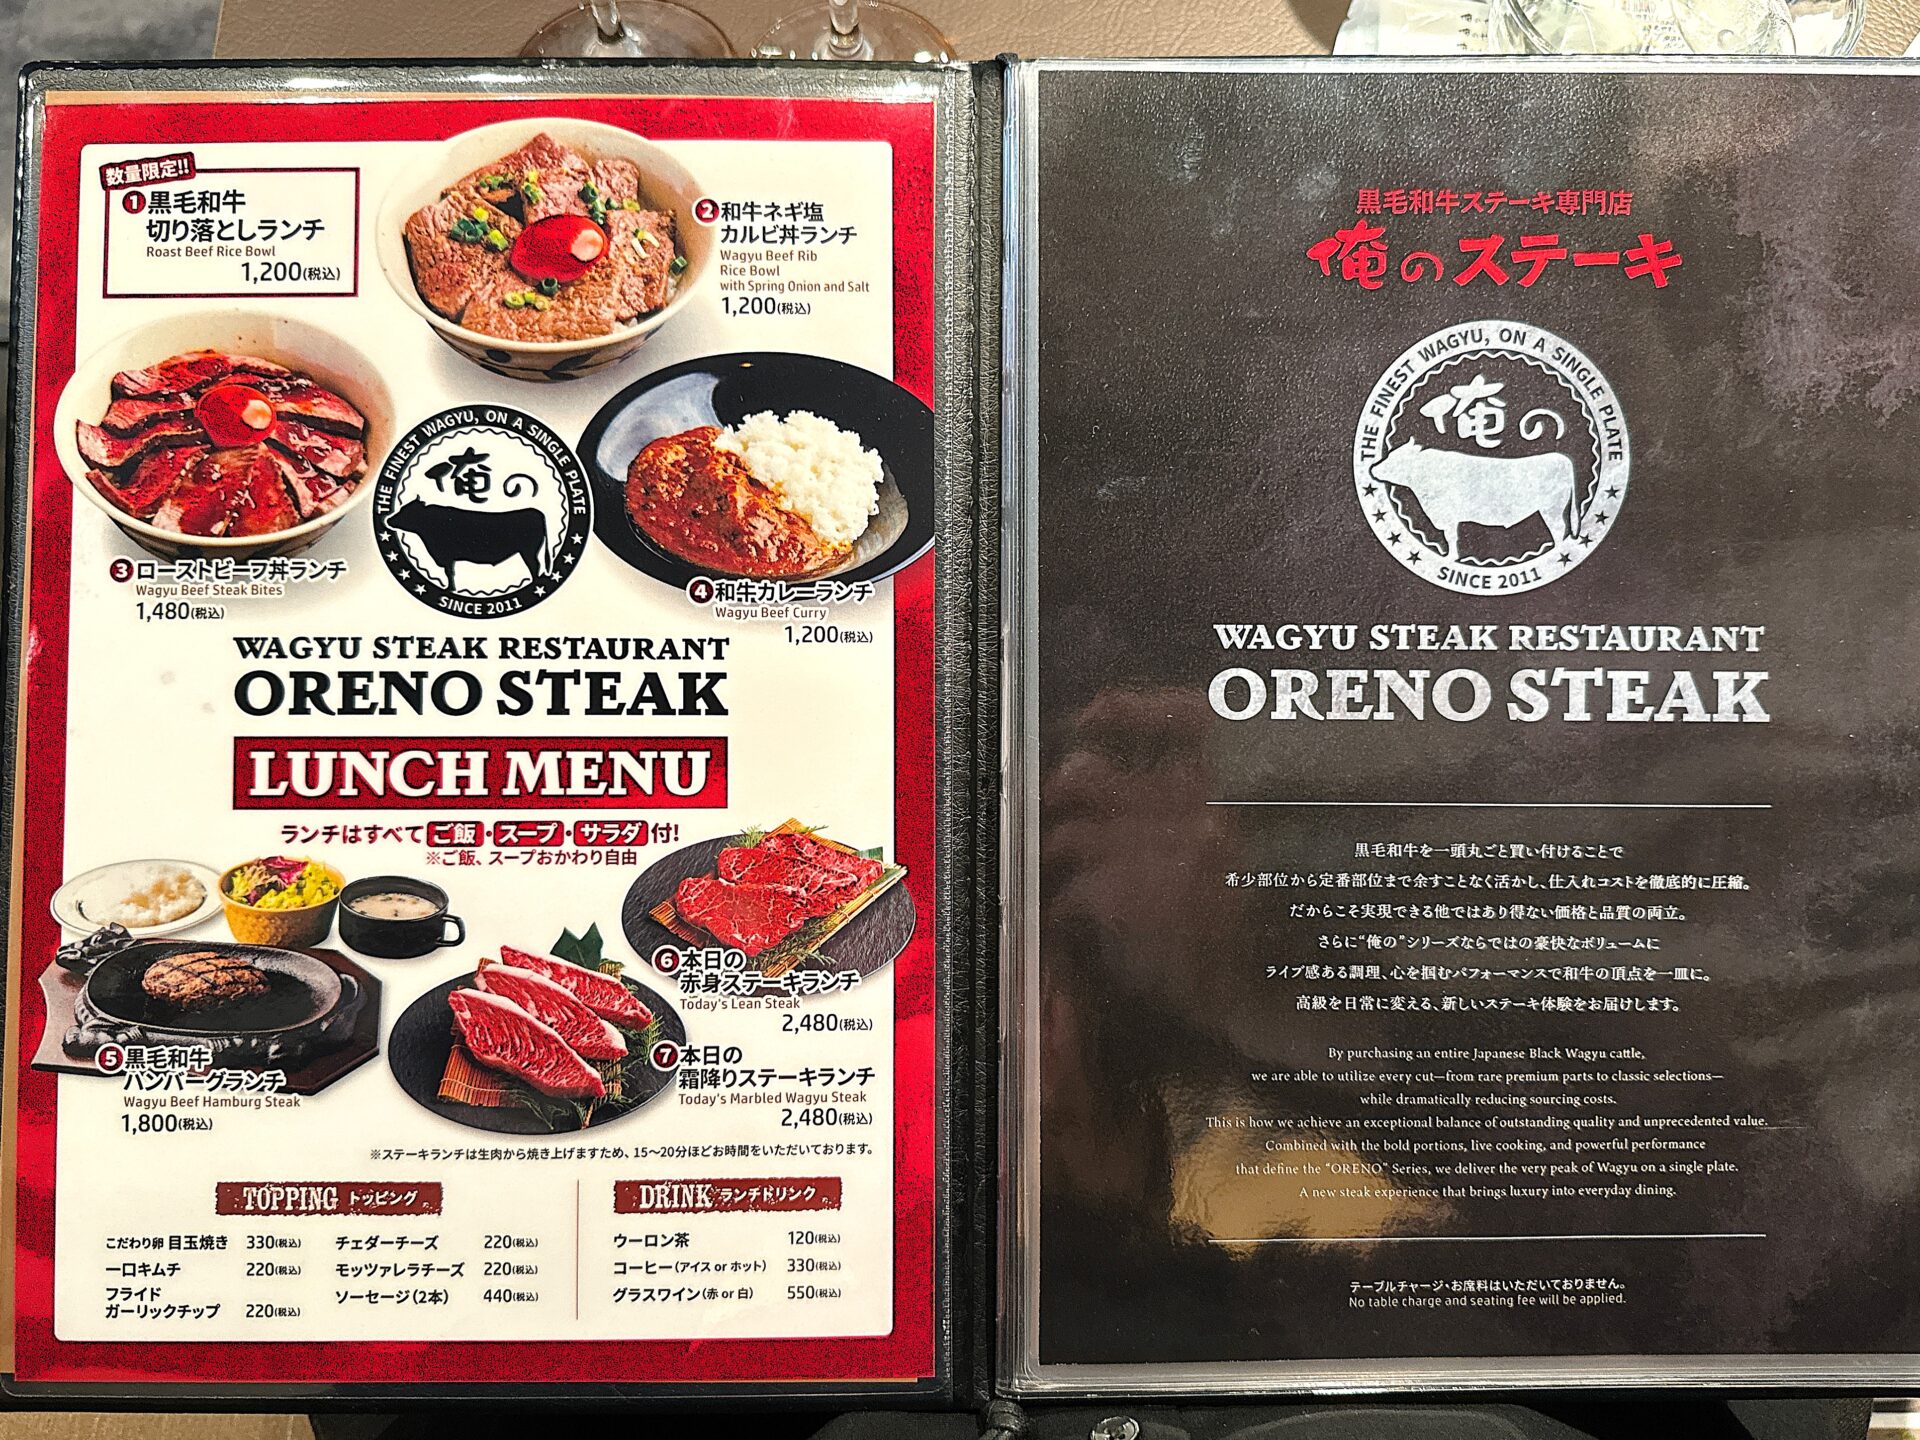 数量限定!!
1 黒毛和牛
切り落としランチ
Roast Beef Rice Bowl
1,200(税込)
2 和牛ネギ塩
カルビ丼ランチ
Wagyu Beef Rib
Rice Bowl
with Spring Onion and Salt
1,200(税込)
THE FINEST WAGYU, ON A SINGLE PLATE
俺の
SINCE 2011
3 ローストビーフ丼ランチ
Wagyu Beef Steak Bites
1,480(税込)
4 和牛カレーランチ
Wagyu Beef Curry
1,200(税込)
WAGYU STEAK RESTAURANT
ORENO STEAK
LUNCH MENU
ランチはすべて ご飯・スープ・サラダ 付!
※ご飯、スープおかわり自由
5 黒毛和牛
ハンバーグランチ
Wagyu Beef Hamburg Steak
1,800(税込)
6 本日の
赤身ステーキランチ
Today's Lean Steak
2,480(税込)
7 本日の
霜降りステーキランチ
Today's Marbled Wagyu Steak
2,480(税込)
※ステーキランチは生肉から焼き上げますため、15〜20分ほどお時間をいただいております。
TOPPING トッピング
こだわり卵 目玉焼き 330(税込)
一口キムチ 220(税込)
フライド
ガーリックチップ 220(税込)
チェダーチーズ 220(税込)
モッツァレラチーズ 220(税込)
ソーセージ(2本) 440(税込)
DRINK ランチドリンク
ウーロン茶 120(税込)
コーヒー(アイス or ホット) 330(税込)
グラスワイン(赤 or 白) 550(税込)
黒毛和牛ステーキ専門店
俺のステーキ
THE FINEST WAGYU, ON A SINGLE PLATE
俺の
SINCE 2011
WAGYU STEAK RESTAURANT
ORENO STEAK
黒毛和牛を一頭丸ごと買い付けることで
希少部位から定番部位まで余すことなく活かし、仕入れコストを徹底的に圧縮。
だからこそ実現できる他ではあり得ない価格と品質の両立。
さらに"俺の"シリーズならではの豪快なボリュームに
ライブ感ある調理、心を掴むパフォーマンスで和牛の頂点を一皿に。
高級を日常に変える、新しいステーキ体験をお届けします。
By purchasing an entire Japanese Black Wagyu cattle,
we are able to utilize every cut—from rare premium parts to classic selections—
while dramatically reducing sourcing costs.
This is how we achieve an exceptional balance of outstanding quality and unprecedented value.
Combined with the bold portions, live cooking, and powerful performance
that define the "ORENO" Series, we deliver the very peak of Wagyu on a single plate.
A new steak experience that brings luxury into everyday dining.
テーブルチャージ・お席料はいただいておりません。
No table charge and seating fee will be applied.